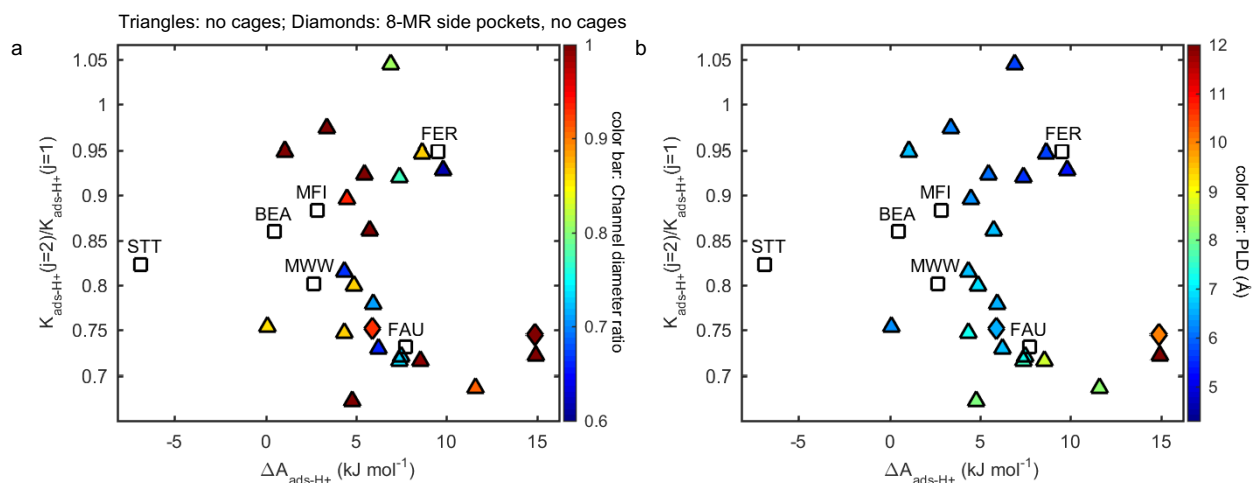 Triangles: no cages; Diamonds: 8-MR side pockets, no cages
a
K_ads-H+(j=2)/K_ads-H+(j=1)
1.05
1
0.95
0.9
0.85
0.8
0.75
0.7
-5
0
5
10
15
ΔA_ads-H+ (kJ mol⁻¹)
STT
BEA
MFI
MWW
FER
FAU
1
0.9
0.8
0.7
0.6
color bar: Channel diameter ratio
b
K_ads-H+(j=2)/K_ads-H+(j=1)
1.05
1
0.95
0.9
0.85
0.8
0.75
0.7
-5
0
5
10
15
ΔA_ads-H+ (kJ mol⁻¹)
STT
BEA
MFI
MWW
FER
FAU
12
11
10
9
8
7
6
5
color bar: PLD (Å)